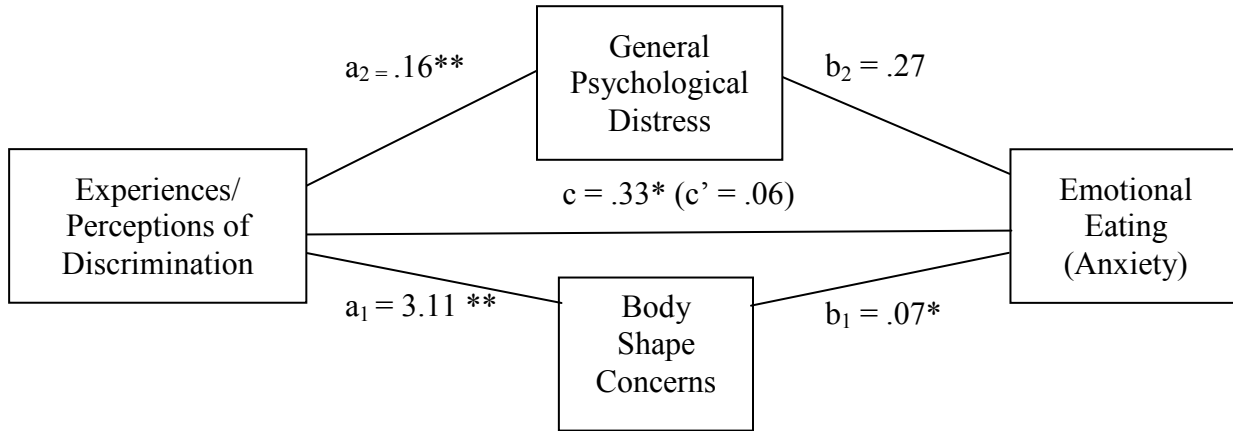 General
Psychological
Distress
a₂ = .16**
b₂ = .27
Experiences/
Perceptions of
Discrimination
c = .33* (c’ = .06)
Emotional
Eating
(Anxiety)
a₁ = 3.11 **
Body
Shape
Concerns
b₁ = .07*